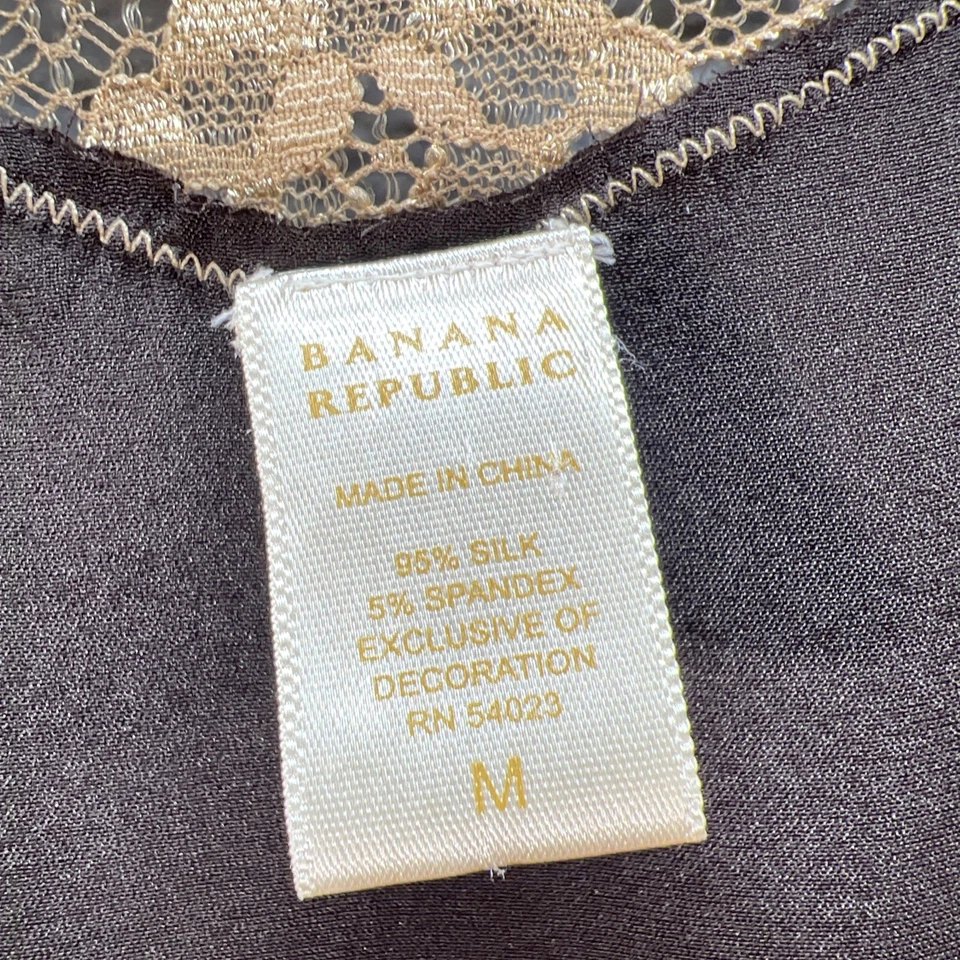 BANANA
REPUBLIC
MADE IN CHINA
95% SILK
5% SPANDEX
EXCLUSIVE OF
DECORATION
RN 54023
M